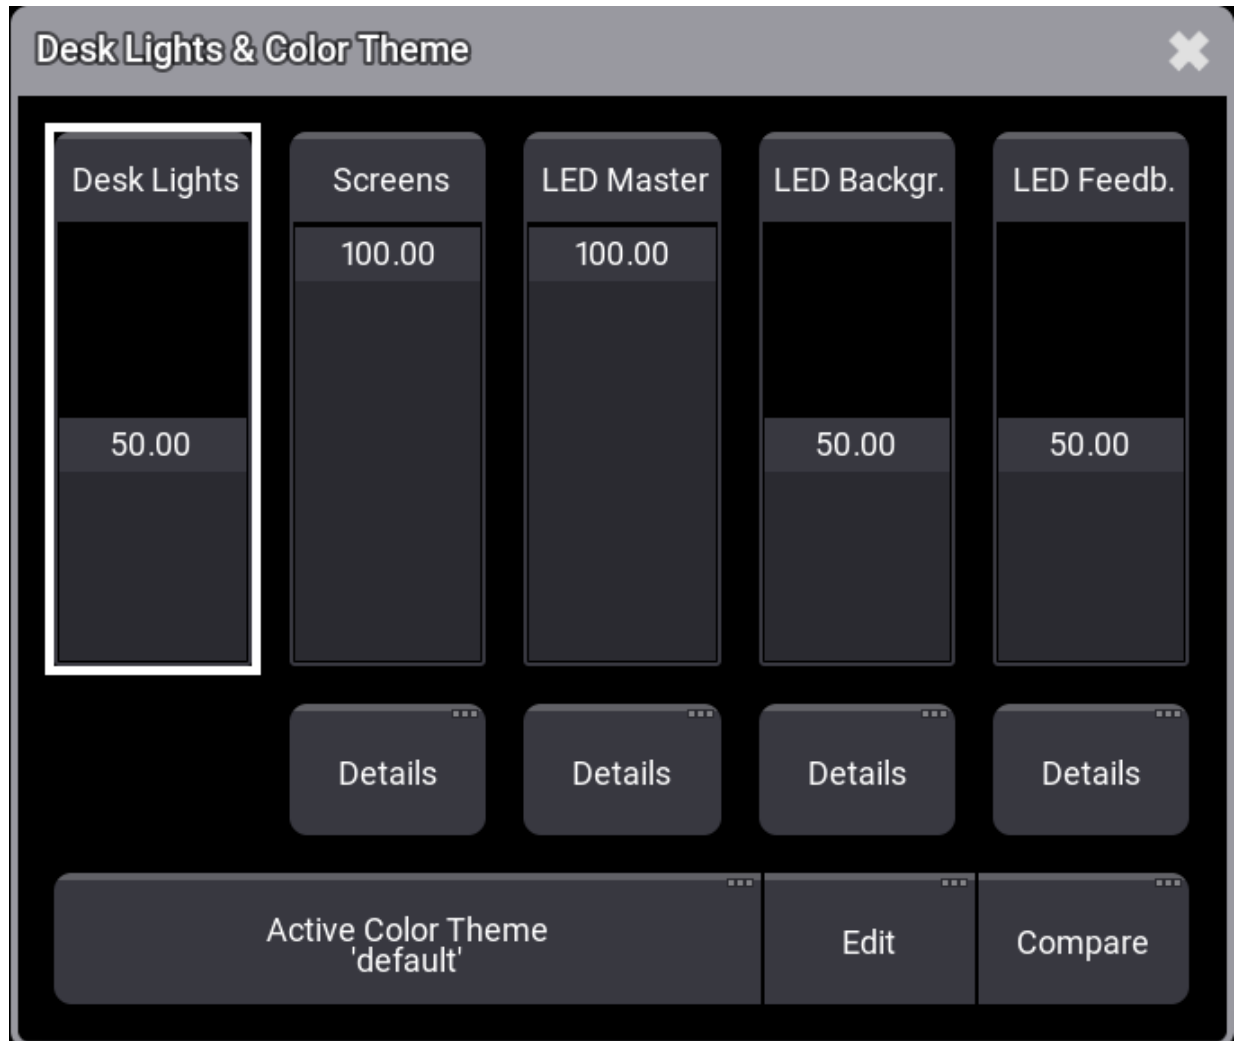 Desk Lights & Color Theme
Desk Lights
Screens
LED Master
LED Backgr.
LED Feedb.
100.00
100.00
50.00
50.00
50.00
Details
Details
Details
Details
Active Color Theme
'default'
Edit
Compare